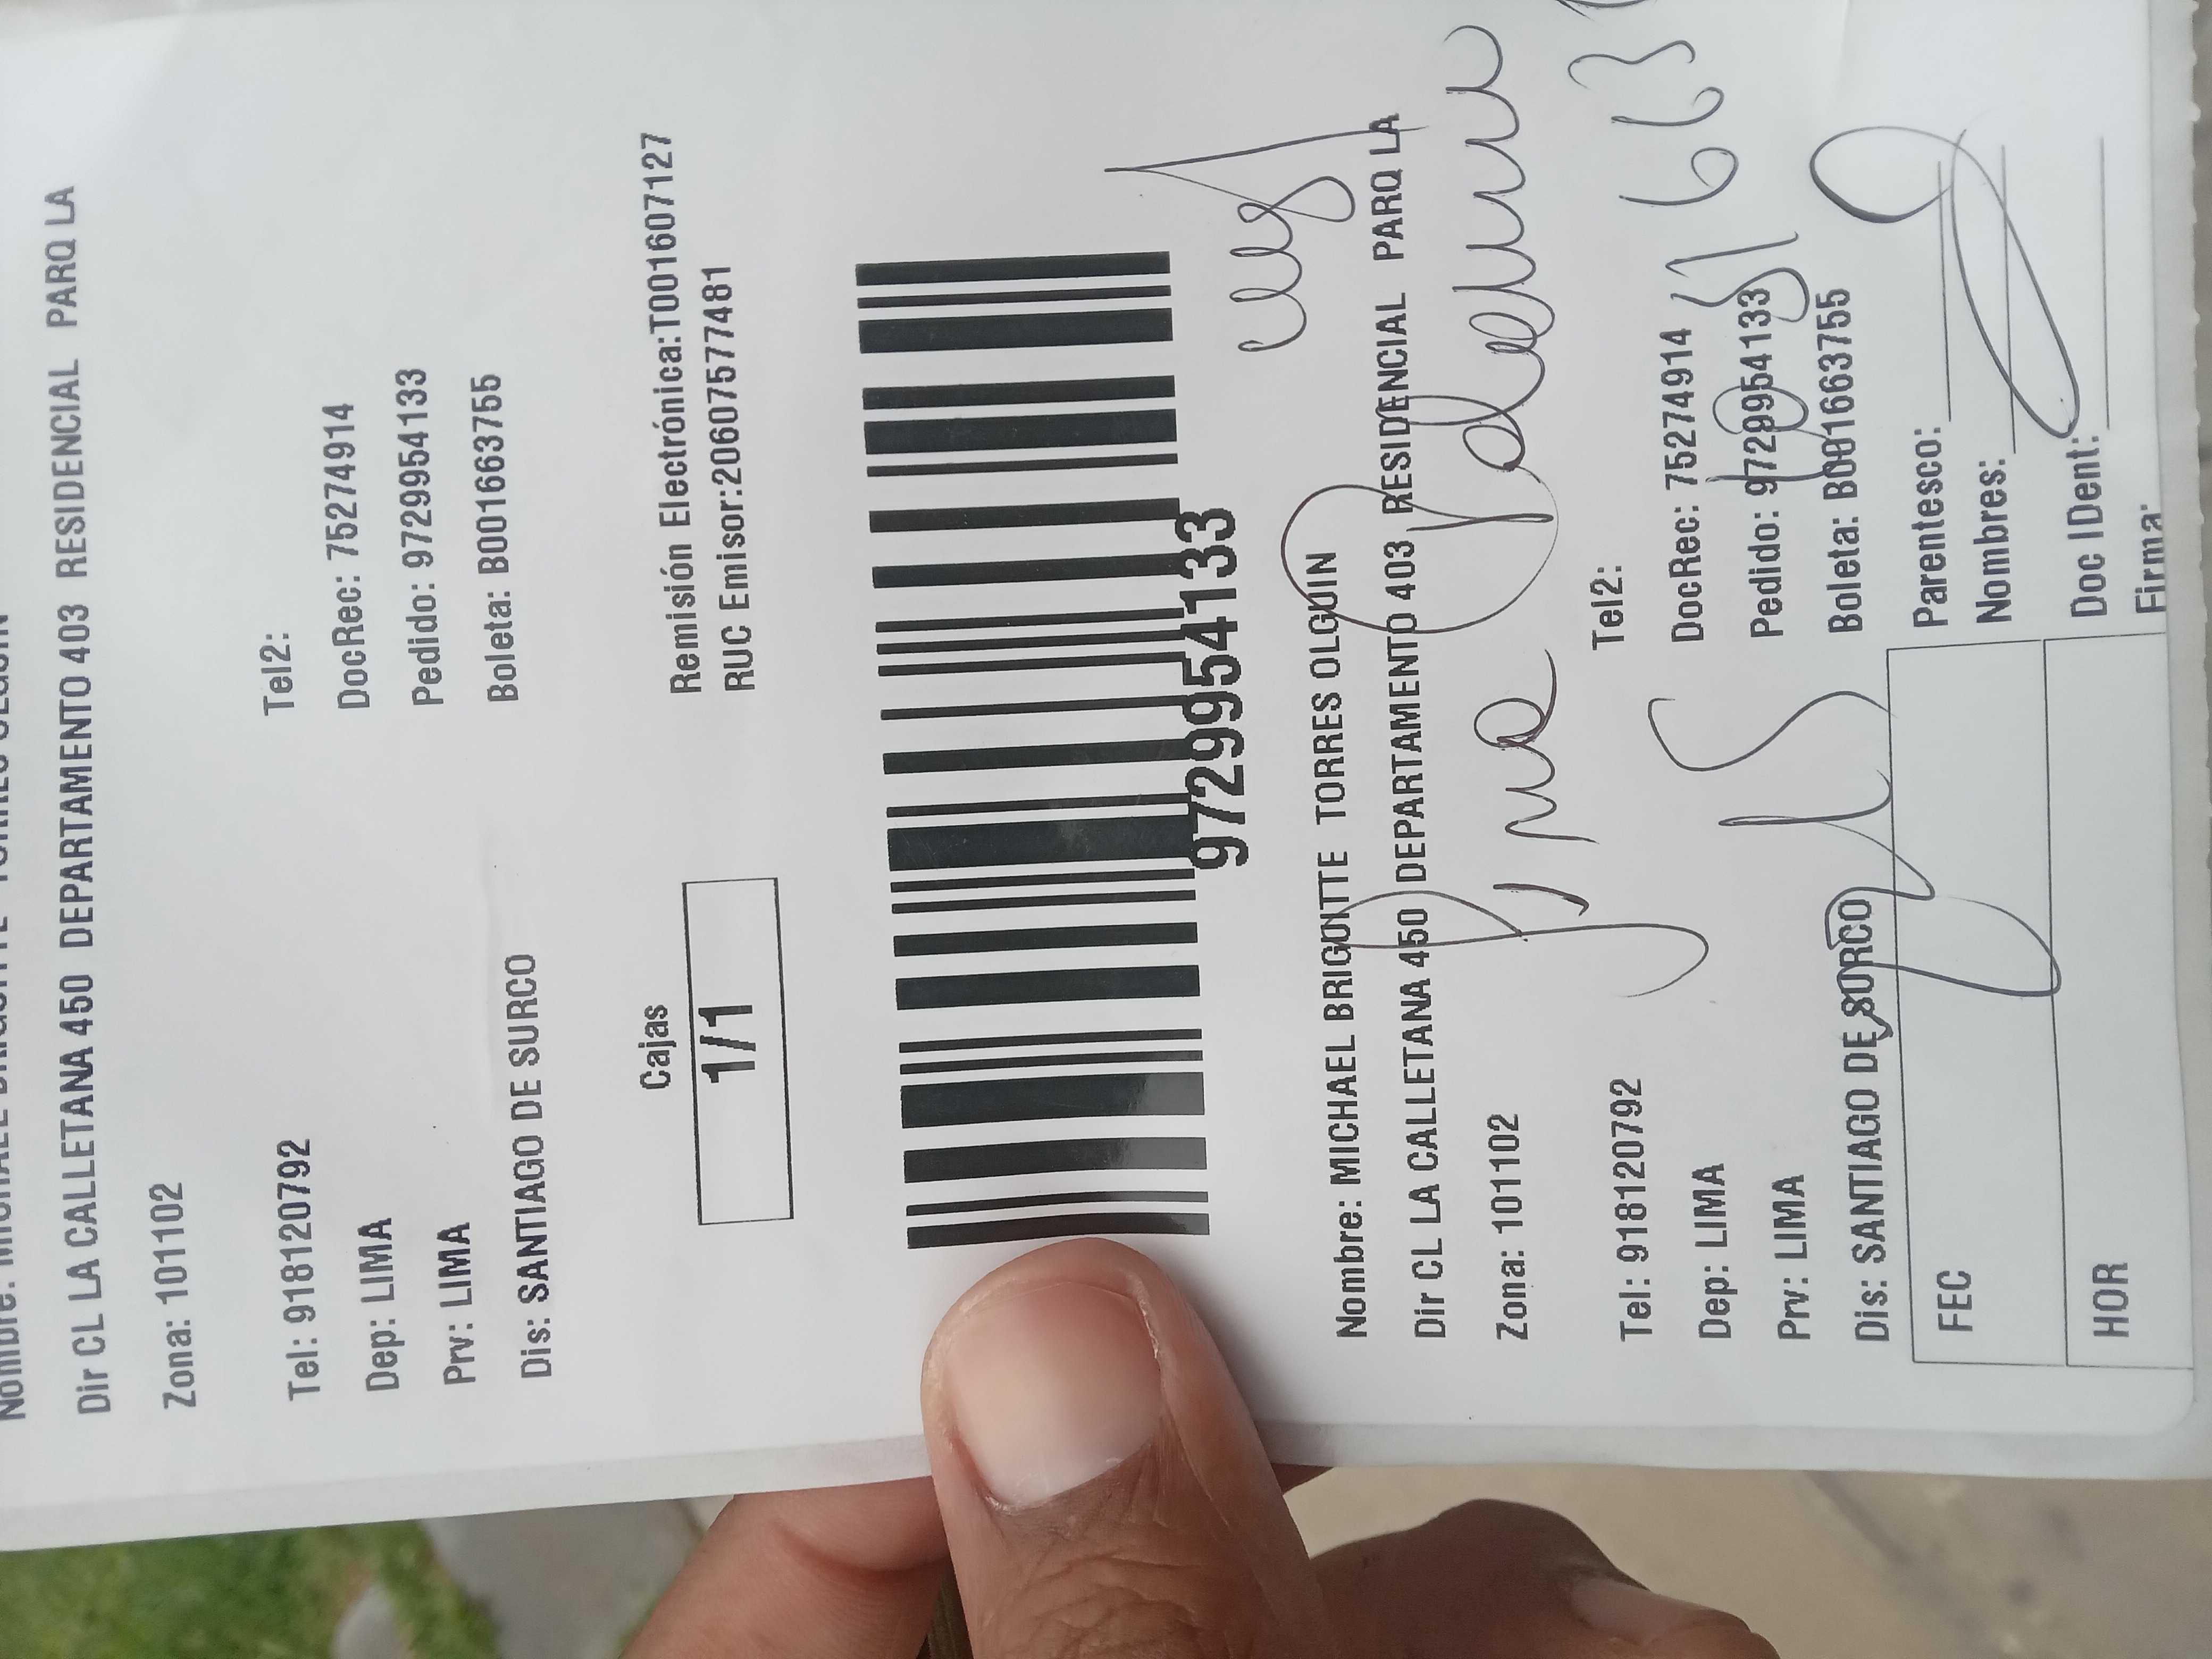 Dir CL LA CALLETANA 450 DEPARTAMENTO 403 RESIDENCIAL PARQ LA
Zona: 101102
Tel: 918120792 Tel2:
Dep: LIMA DocRec: 75274914
Prv: LIMA Pedido: 9729954133
Dis: SANTIAGO DE SURCO Boleta: B001663755
Cajas Remisión Electrónica:T001607127
1/1 RUC Emisor:20607577481
9729954133
Nombre: MICHAEL BRIGUITTE TORRES OLGUIN
Dir CL LA CALLETANA 450 DEPARTAMENTO 403 RESIDENCIAL PARQ LA
Zona: 101102
Tel: 918120792 Tel2:
Dep: LIMA DocRec: 75274914
Prv: LIMA Pedido: 9729954133
Dis: SANTIAGO DE SURCO Boleta: B001663755
FEC Parentesco:
Nombres:
HOR Doc IDent:
Firma: